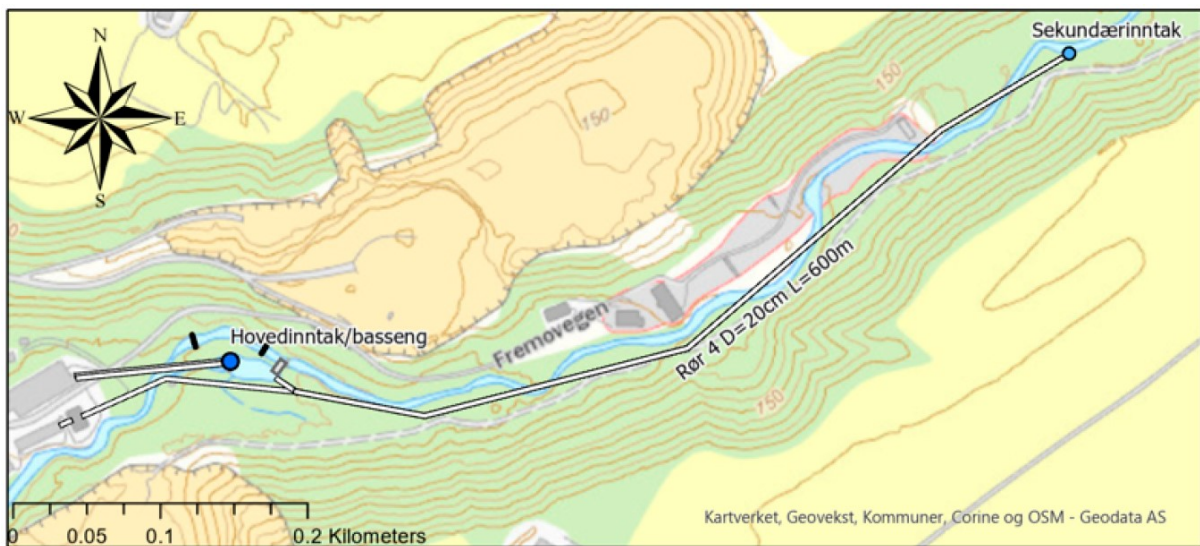 Sekundærinntak
N
150
W
E
150
S
Fremovegen
Hovedinntak/basseng
Rør 4 D=20cm L=600m
150
0
0.05
0.1
0.2 Kilometers
Kartverket, Geovekst, Kommuner, Corine og OSM - Geodata AS